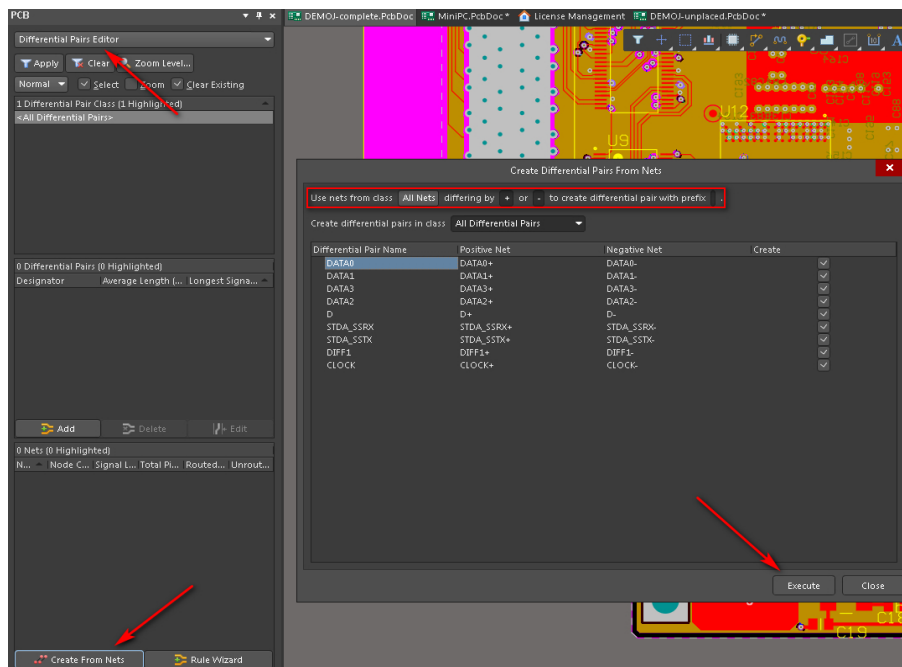 PCB
DEMOJ-complete.PcbDoc
MiniPC.PcbDoc *
License Management
DEMOJ-unplaced.PcbDoc *
Differential Pairs Editor
Apply
Clear
Zoom Level...
Normal
Select
Zoom
Clear Existing
1 Differential Pair Class (1 Highlighted)
<All Differential Pairs>
U12
U9
Create Differential Pairs From Nets
Use nets from class All Nets differing by + or - to create differential pair with prefix .
Create differential pairs in class All Differential Pairs
Differential Pair Name Positive Net Negative Net Create
DATA0 DATA0+ DATA0-
DATA1 DATA1+ DATA1-
DATA3 DATA3+ DATA3-
DATA2 DATA2+ DATA2-
D D+ D-
STDA_SSRX STDA_SSRX+ STDA_SSRX-
STDA_SSTX STDA_SSTX+ STDA_SSTX-
DIFF1 DIFF1+ DIFF1-
CLOCK CLOCK+ CLOCK-
0 Differential Pairs (0 Highlighted)
Designator Average Length (... Longest Signa...
Add
Delete
Edit
0 Nets (0 Highlighted)
N... Node C... Signal L... Total Pi... Routed... Unrout...
Execute
Close
C18
C19
Create From Nets
Rule Wizard